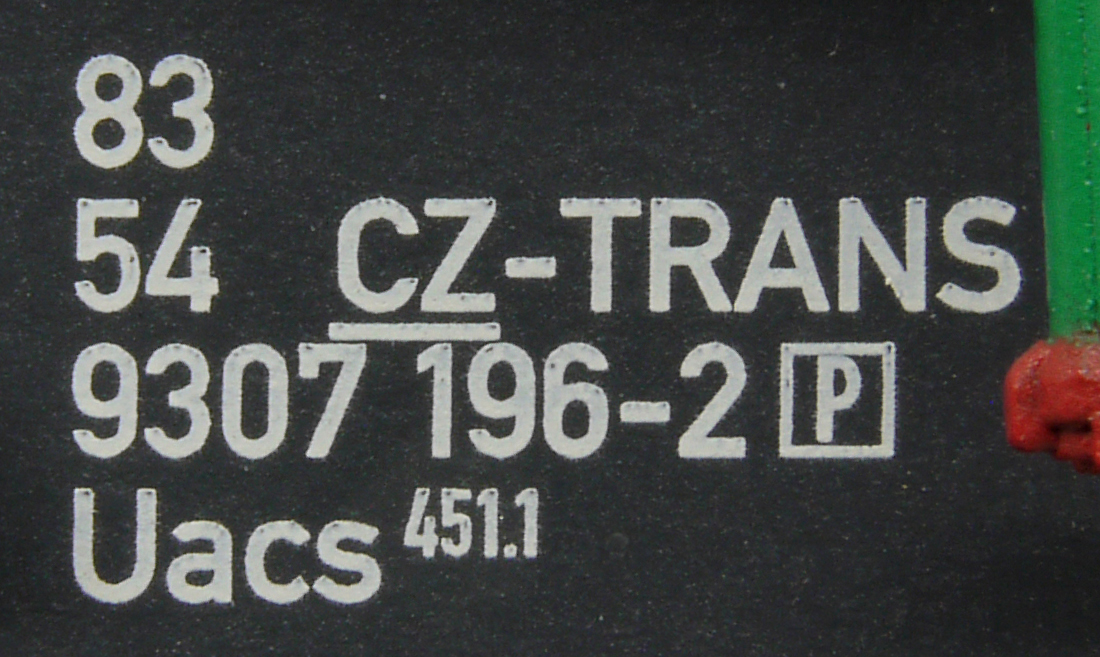 83
54 CZ-TRANS
9307 196-2 P
Uacs 451.1